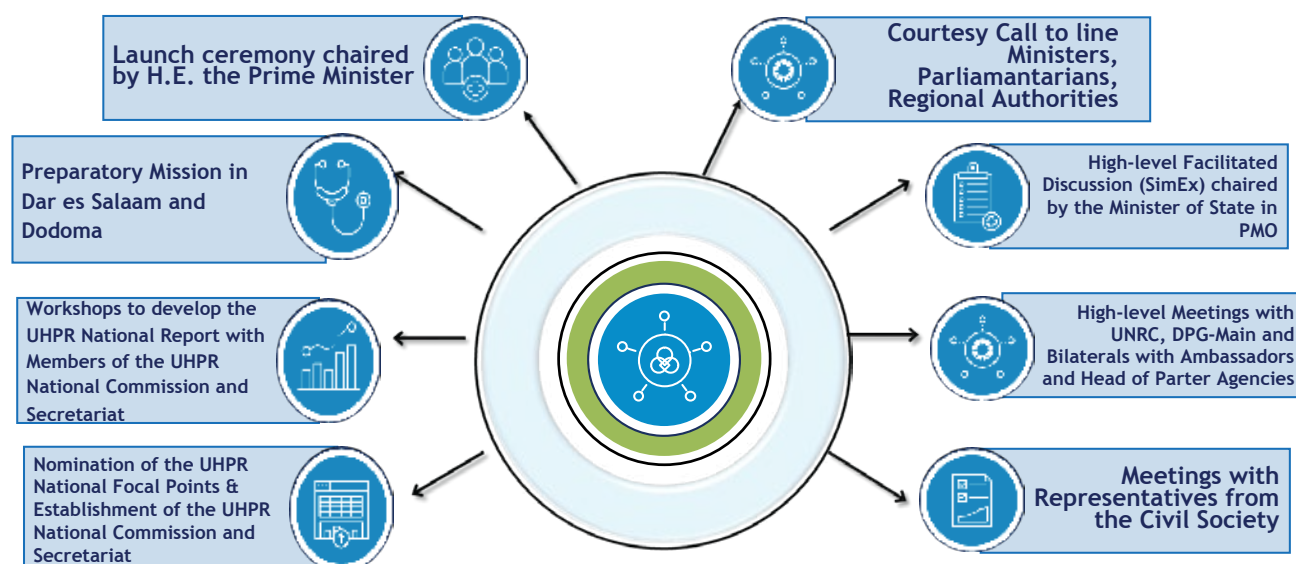 Launch ceremony chaired
by H.E. the Prime Minister
Preparatory Mission in
Dar es Salaam and
Dodoma
Workshops to develop the
UHPR National Report with
Members of the UHPR
National Commission and
Secretariat
Nomination of the UHPR
National Focal Points &
Establishment of the UHPR
National Commission and
Secretariat
Courtesy Call to line
Ministers,
Parliamantarians,
Regional Authorities
High-level Facilitated
Discussion (SimEx) chaired
by the Minister of State in
PMO
High-level Meetings with
UNRC, DPG-Main and
Bilaterals with Ambassadors
and Head of Parter Agencies
Meetings with
Representatives from
the Civil Society